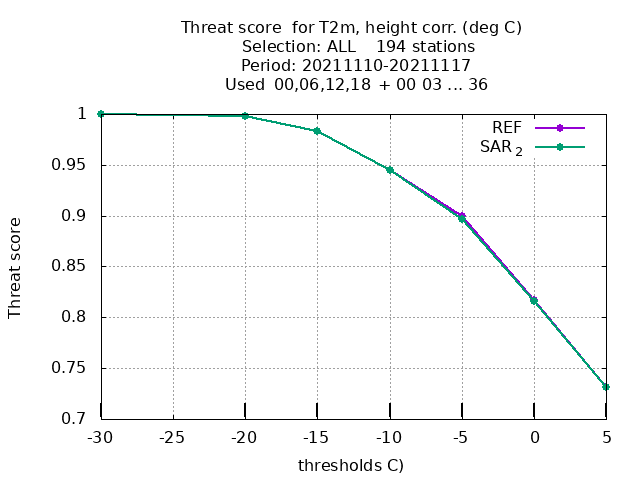 Threat score  for T2m, height corr. (deg C)
Selection: ALL    194 stations
Period: 20211110-20211117
Used  00,06,12,18 + 00 03 ... 36
REF
SAR 2
1
0.95
0.9
0.85
0.8
0.75
0.7
Threat score
-30 -25 -20 -15 -10 -5 0 5
thresholds C)